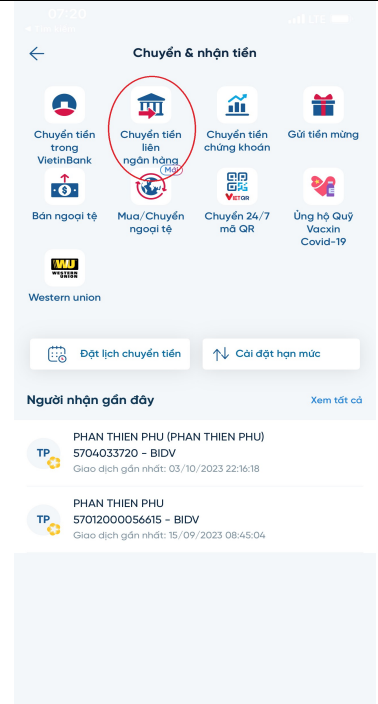 07:20
LTE
Chuyển & nhận tiền
Chuyển tiền trong VietinBank
Chuyển tiền liên ngân hàng
Chuyển tiền chứng khoán
Gửi tiền mừng
Mới
Bán ngoại tệ
Mua/Chuyển ngoại tệ
VIETQR
Chuyển 24/7 mã QR
Ủng hộ Quỹ Vacxin Covid-19
WU
WESTERN UNION
Western union
Đặt lịch chuyển tiền
Cài đặt hạn mức
Người nhận gần đây
Xem tất cả
TP
PHAN THIEN PHU (PHAN THIEN PHU)
5704033720 - BIDV
Giao dịch gần nhất: 03/10/2023 22:16:18
TP
PHAN THIEN PHU
57012000056615 - BIDV
Giao dịch gần nhất: 15/09/2023 08:45:04